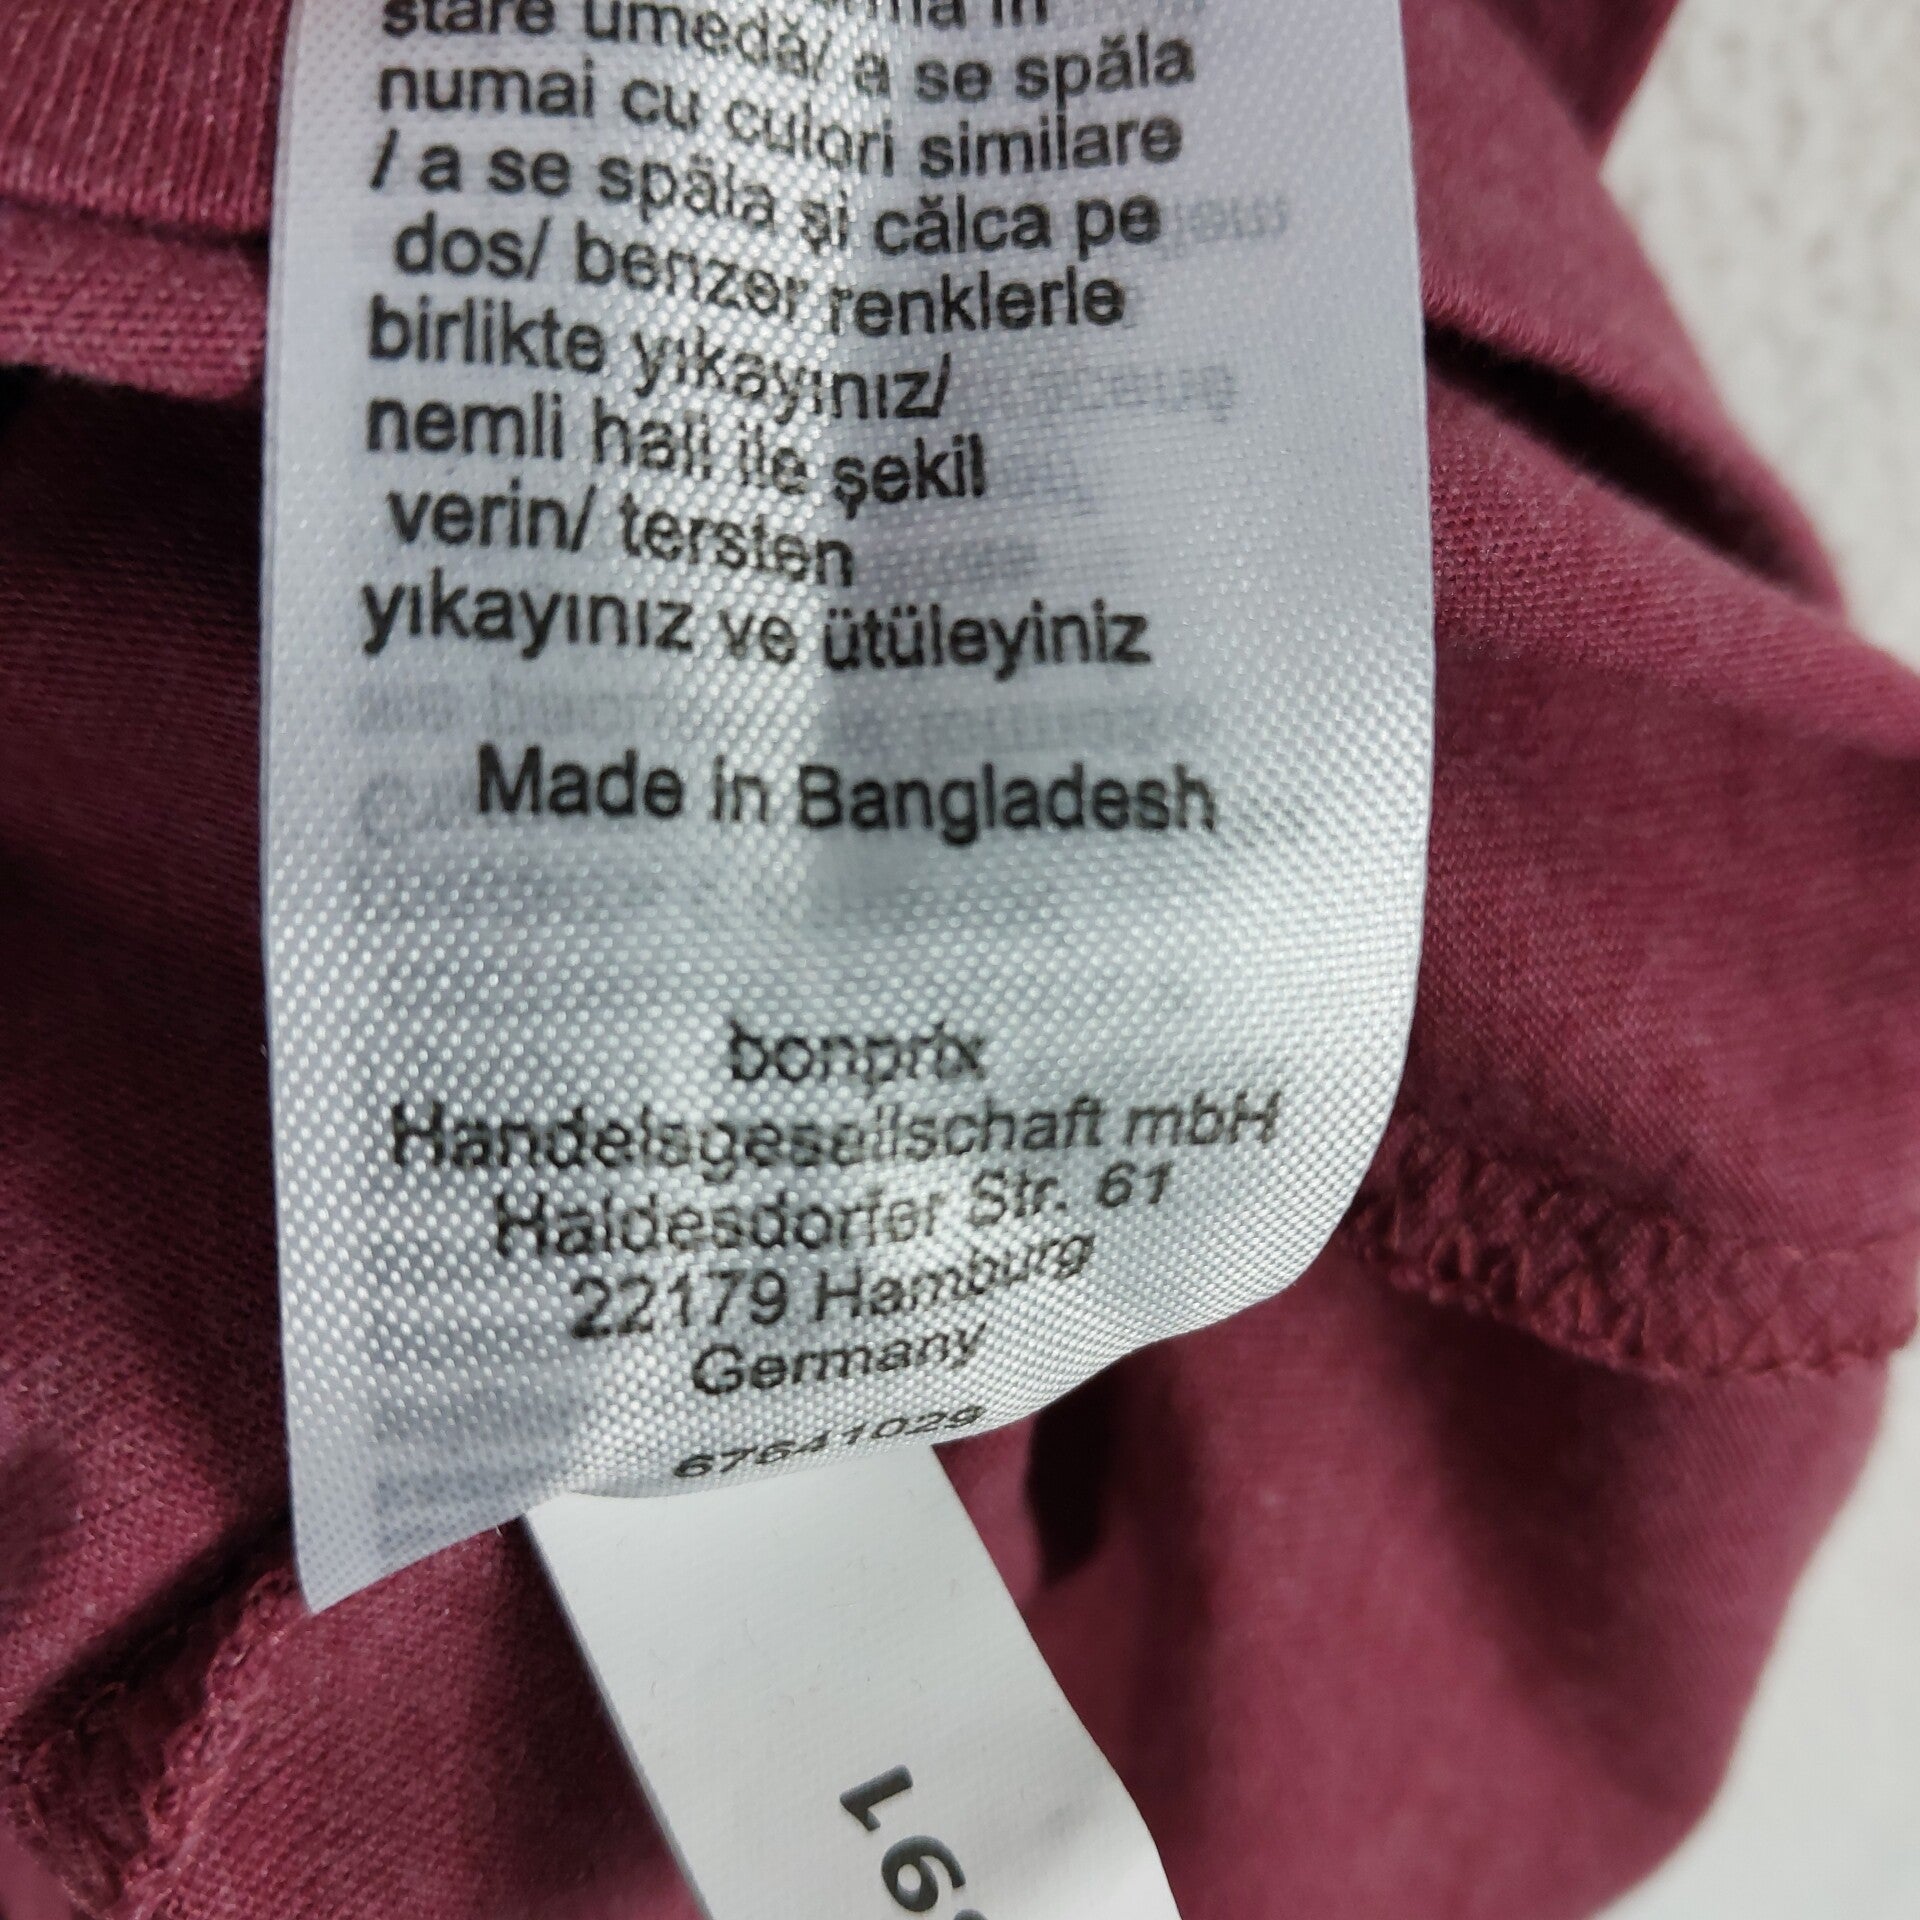 stare umedă/ a se spăla
numai cu culori similare
/ a se spăla și călca pe
dos/ benzer renklerle
birlikte yıkayınız/
nemli hali ile şekil
verin/ tersten
yıkayınız ve ütüleyiniz
Made in Bangladesh
bonprix
Handelsgesellschaft mbH
Haldesdorfer Str. 61
22179 Hamburg
Germany
67641029